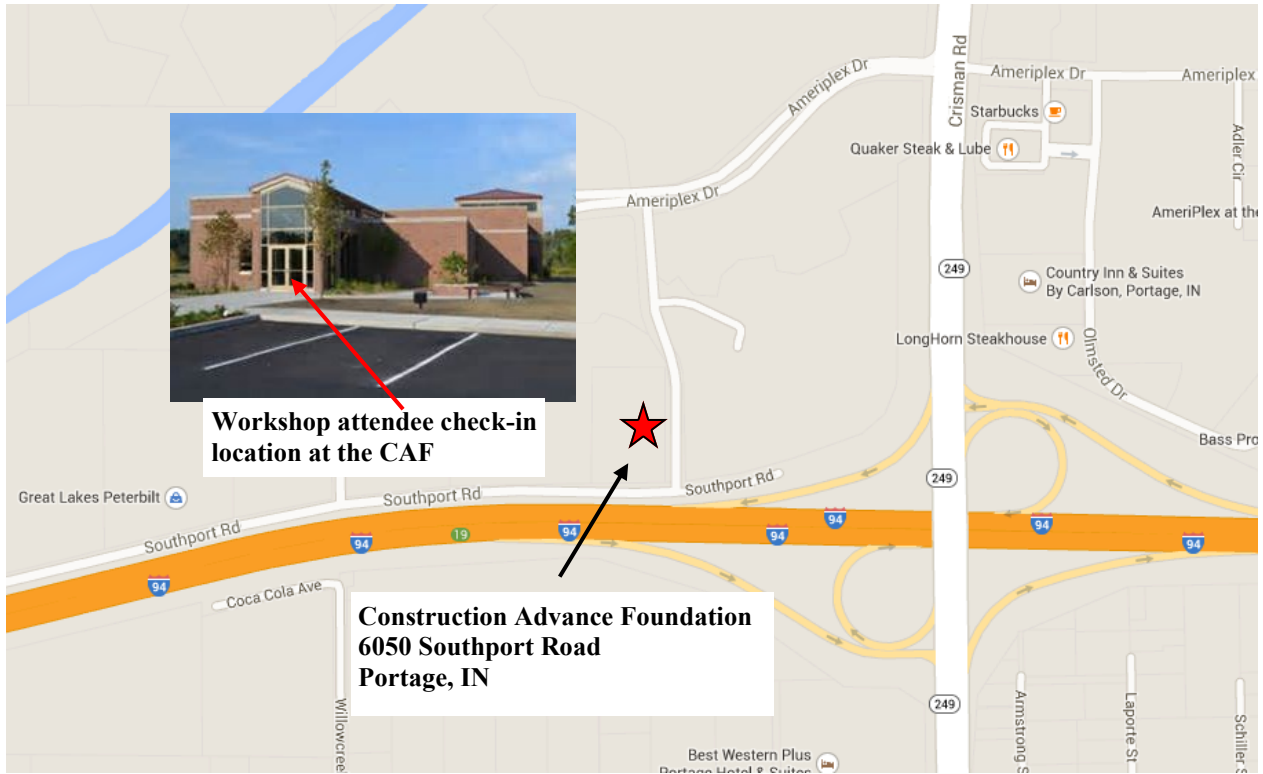 Crisman Rd
Ameriplex Dr
Ameriplex Dr
Ameriplex
Starbucks
Quaker Steak & Lube
Adler Cir
Ameriplex Dr
AmeriPlex at the
249
Country Inn & Suites
By Carlson, Portage, IN
LongHorn Steakhouse
Olmsted Dr
Workshop attendee check-in
location at the CAF
Bass Pro
Great Lakes Peterbilt
Southport Rd
Southport Rd
Southport Rd
249
94
94
94
94
94
94
94
19
Coca Cola Ave
Construction Advance Foundation
6050 Southport Road
Portage, IN
Willowcree
249
Armstrong S
Laporte St
Schiller S
Best Western Plus
Portage Hotel & Suites